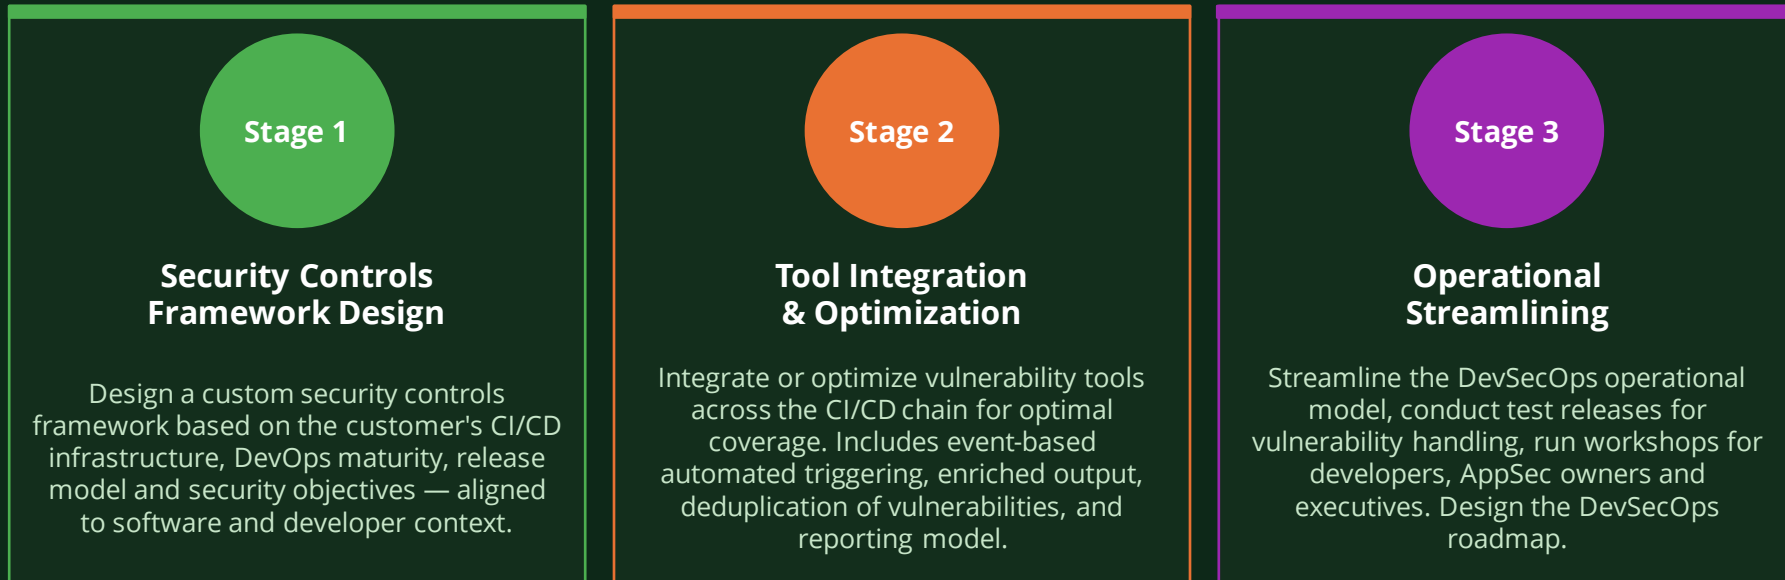 Stage 1
Security Controls
Framework Design
Design a custom security controls
framework based on the customer's CI/CD
infrastructure, DevOps maturity, release
model and security objectives — aligned
to software and developer context.
Stage 2
Tool Integration
& Optimization
Integrate or optimize vulnerability tools
across the CI/CD chain for optimal
coverage. Includes event-based
automated triggering, enriched output,
deduplication of vulnerabilities, and
reporting model.
Stage 3
Operational
Streamlining
Streamline the DevSecOps operational
model, conduct test releases for
vulnerability handling, run workshops for
developers, AppSec owners and
executives. Design the DevSecOps
roadmap.